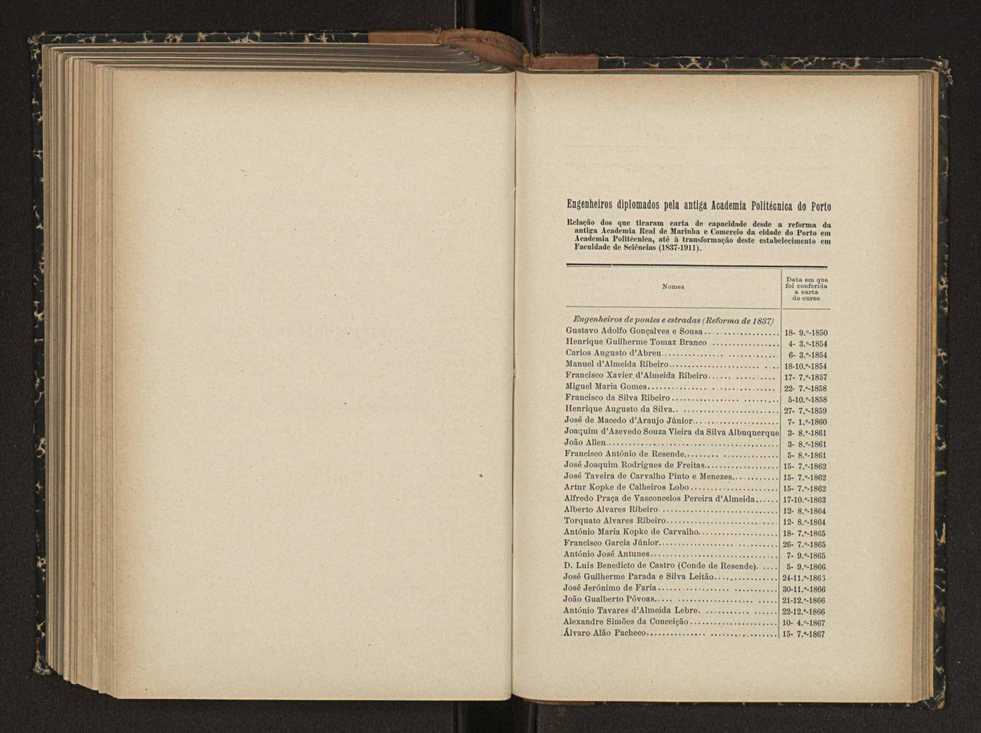 Engenheiros diplomados pela antiga Academia Politécnica do Porto
Relação dos que tiraram carta de capacidade desde a reforma da
antiga Academia Real de Marinha e Comercio da cidade do Porto em
Academia Politécnica, até à transformação deste estabelecimento em
Faculdade de Sciências (1837-1911).
Nomes
Data em que
foi conferida
a carta
do curso
Engenheiros de pontes e estradas (Reforma de 1837)
Gustavo Adolfo Gonçalves e Sousa 18- 9.º-1850
Henrique Guilherme Tomaz Branco 4- 3.º-1854
Carlos Augusto d'Abreu 6- 3.º-1854
Manuel d'Almeida Ribeiro 18-10.º-1854
Francisco Xavier d'Almeida Ribeiro 17- 7.º-1857
Miguel Maria Gomes 22- 7.º-1858
Francisco da Silva Ribeiro 5-10.º-1858
Henrique Augusto da Silva 27- 7.º-1859
José de Macedo d'Araujo Júnior 7- 1.º-1860
Joaquim d'Azevedo Souza Vieira da Silva Albuquerque 3- 8.º-1861
João Allen 3- 8.º-1861
Francisco António de Resende 5- 8.º-1861
José Joaquim Rodrigues de Freitas 15- 7.º-1862
José Taveira de Carvalho Pinto e Menezes 15- 7.º-1862
Artur Kopke de Calheiros Lobo 15- 7.º-1862
Alfredo Praça de Vasconcelos Pereira d'Almeida 17-10.º-1863
Alberto Alvares Ribeiro 12- 8.º-1864
Torquato Alvares Ribeiro 12- 8.º-1864
António Maria Kopke de Carvalho 18- 7.º-1865
Francisco Garcia Júnior 26- 7.º-1865
António José Antunes 7- 9.º-1865
D. Luís Benedicto de Castro (Conde de Resende) 5- 9.º-1866
José Guilherme Parada e Silva Leitão 24-11.º-1865
José Jerónimo de Faria 30-11.º-1866
João Gualberto Póvoas 21-12.º-1866
António Tavares d'Almeida Lebre 22-12.º-1866
Alexandre Simões da Conceição 10- 4.º-1867
Álvaro Alão Pacheco 15- 7.º-1867